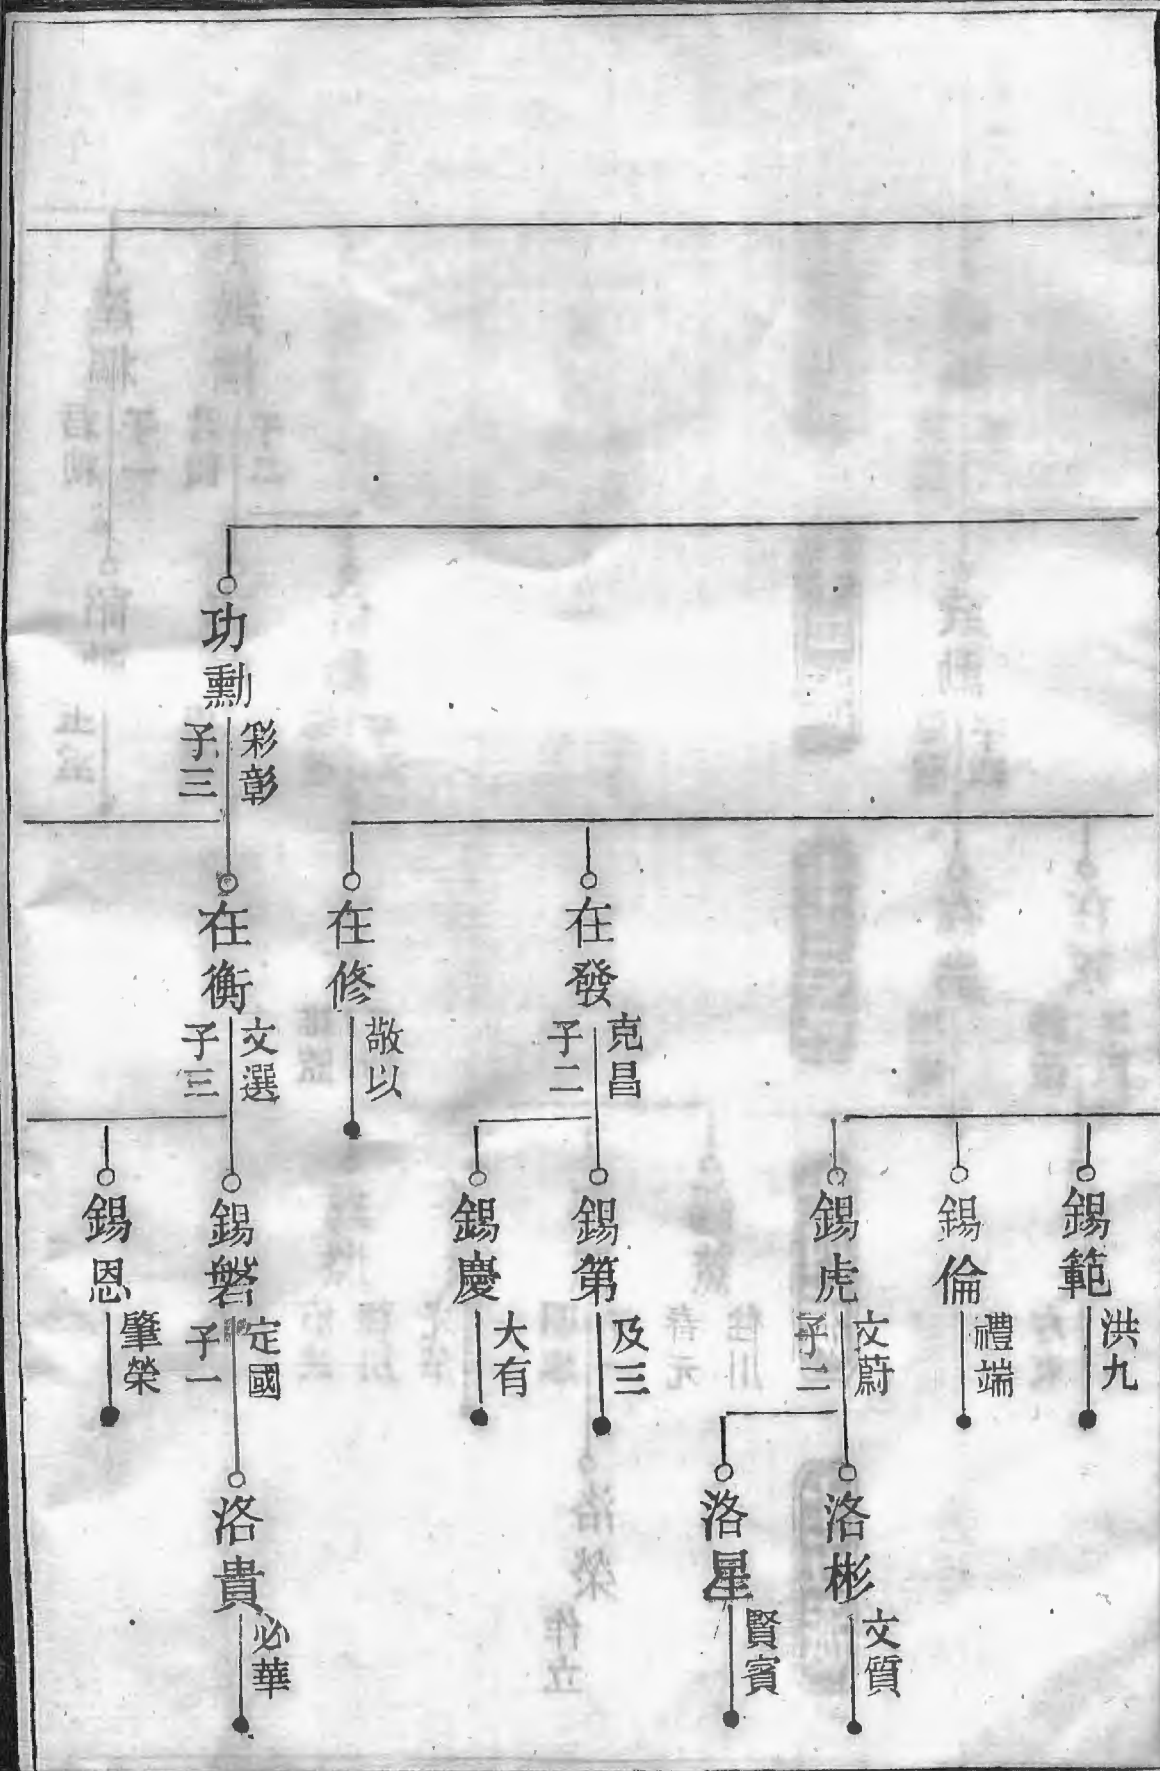 功勳
彩彰
子三
在發
克昌
子二
在修
敬以
在衡
文選
子三
錫範
洪九
錫倫
禮端
錫虎
文蔚
子二
錫第
及三
錫慶
大有
錫磐
定國
子一
錫恩
肇榮
洛彬
文質
洛星
賢賓
洛貴
必華